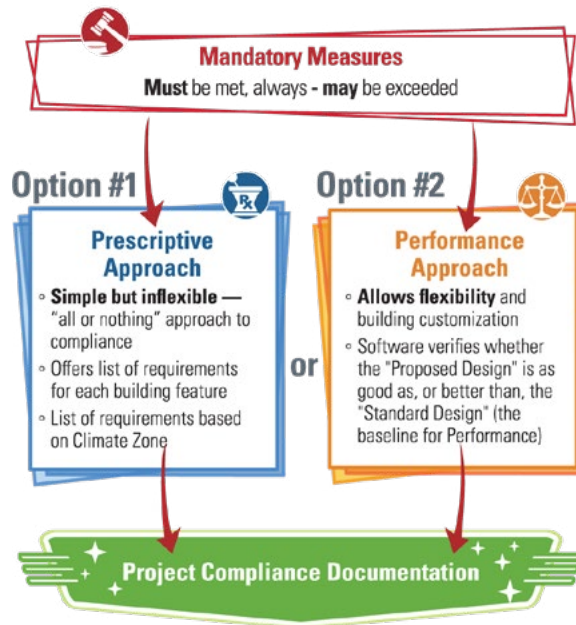 Mandatory Measures
Must be met, always - may be exceeded
Option #1
Rx
Prescriptive
Approach
◦ Simple but inflexible —
"all or nothing" approach to
compliance
◦ Offers list of requirements
for each building feature
◦ List of requirements based
on Climate Zone
or
Option #2
Performance
Approach
◦ Allows flexibility and
building customization
◦ Software verifies whether
the "Proposed Design" is as
good as, or better than, the
"Standard Design" (the
baseline for Performance)
Project Compliance Documentation